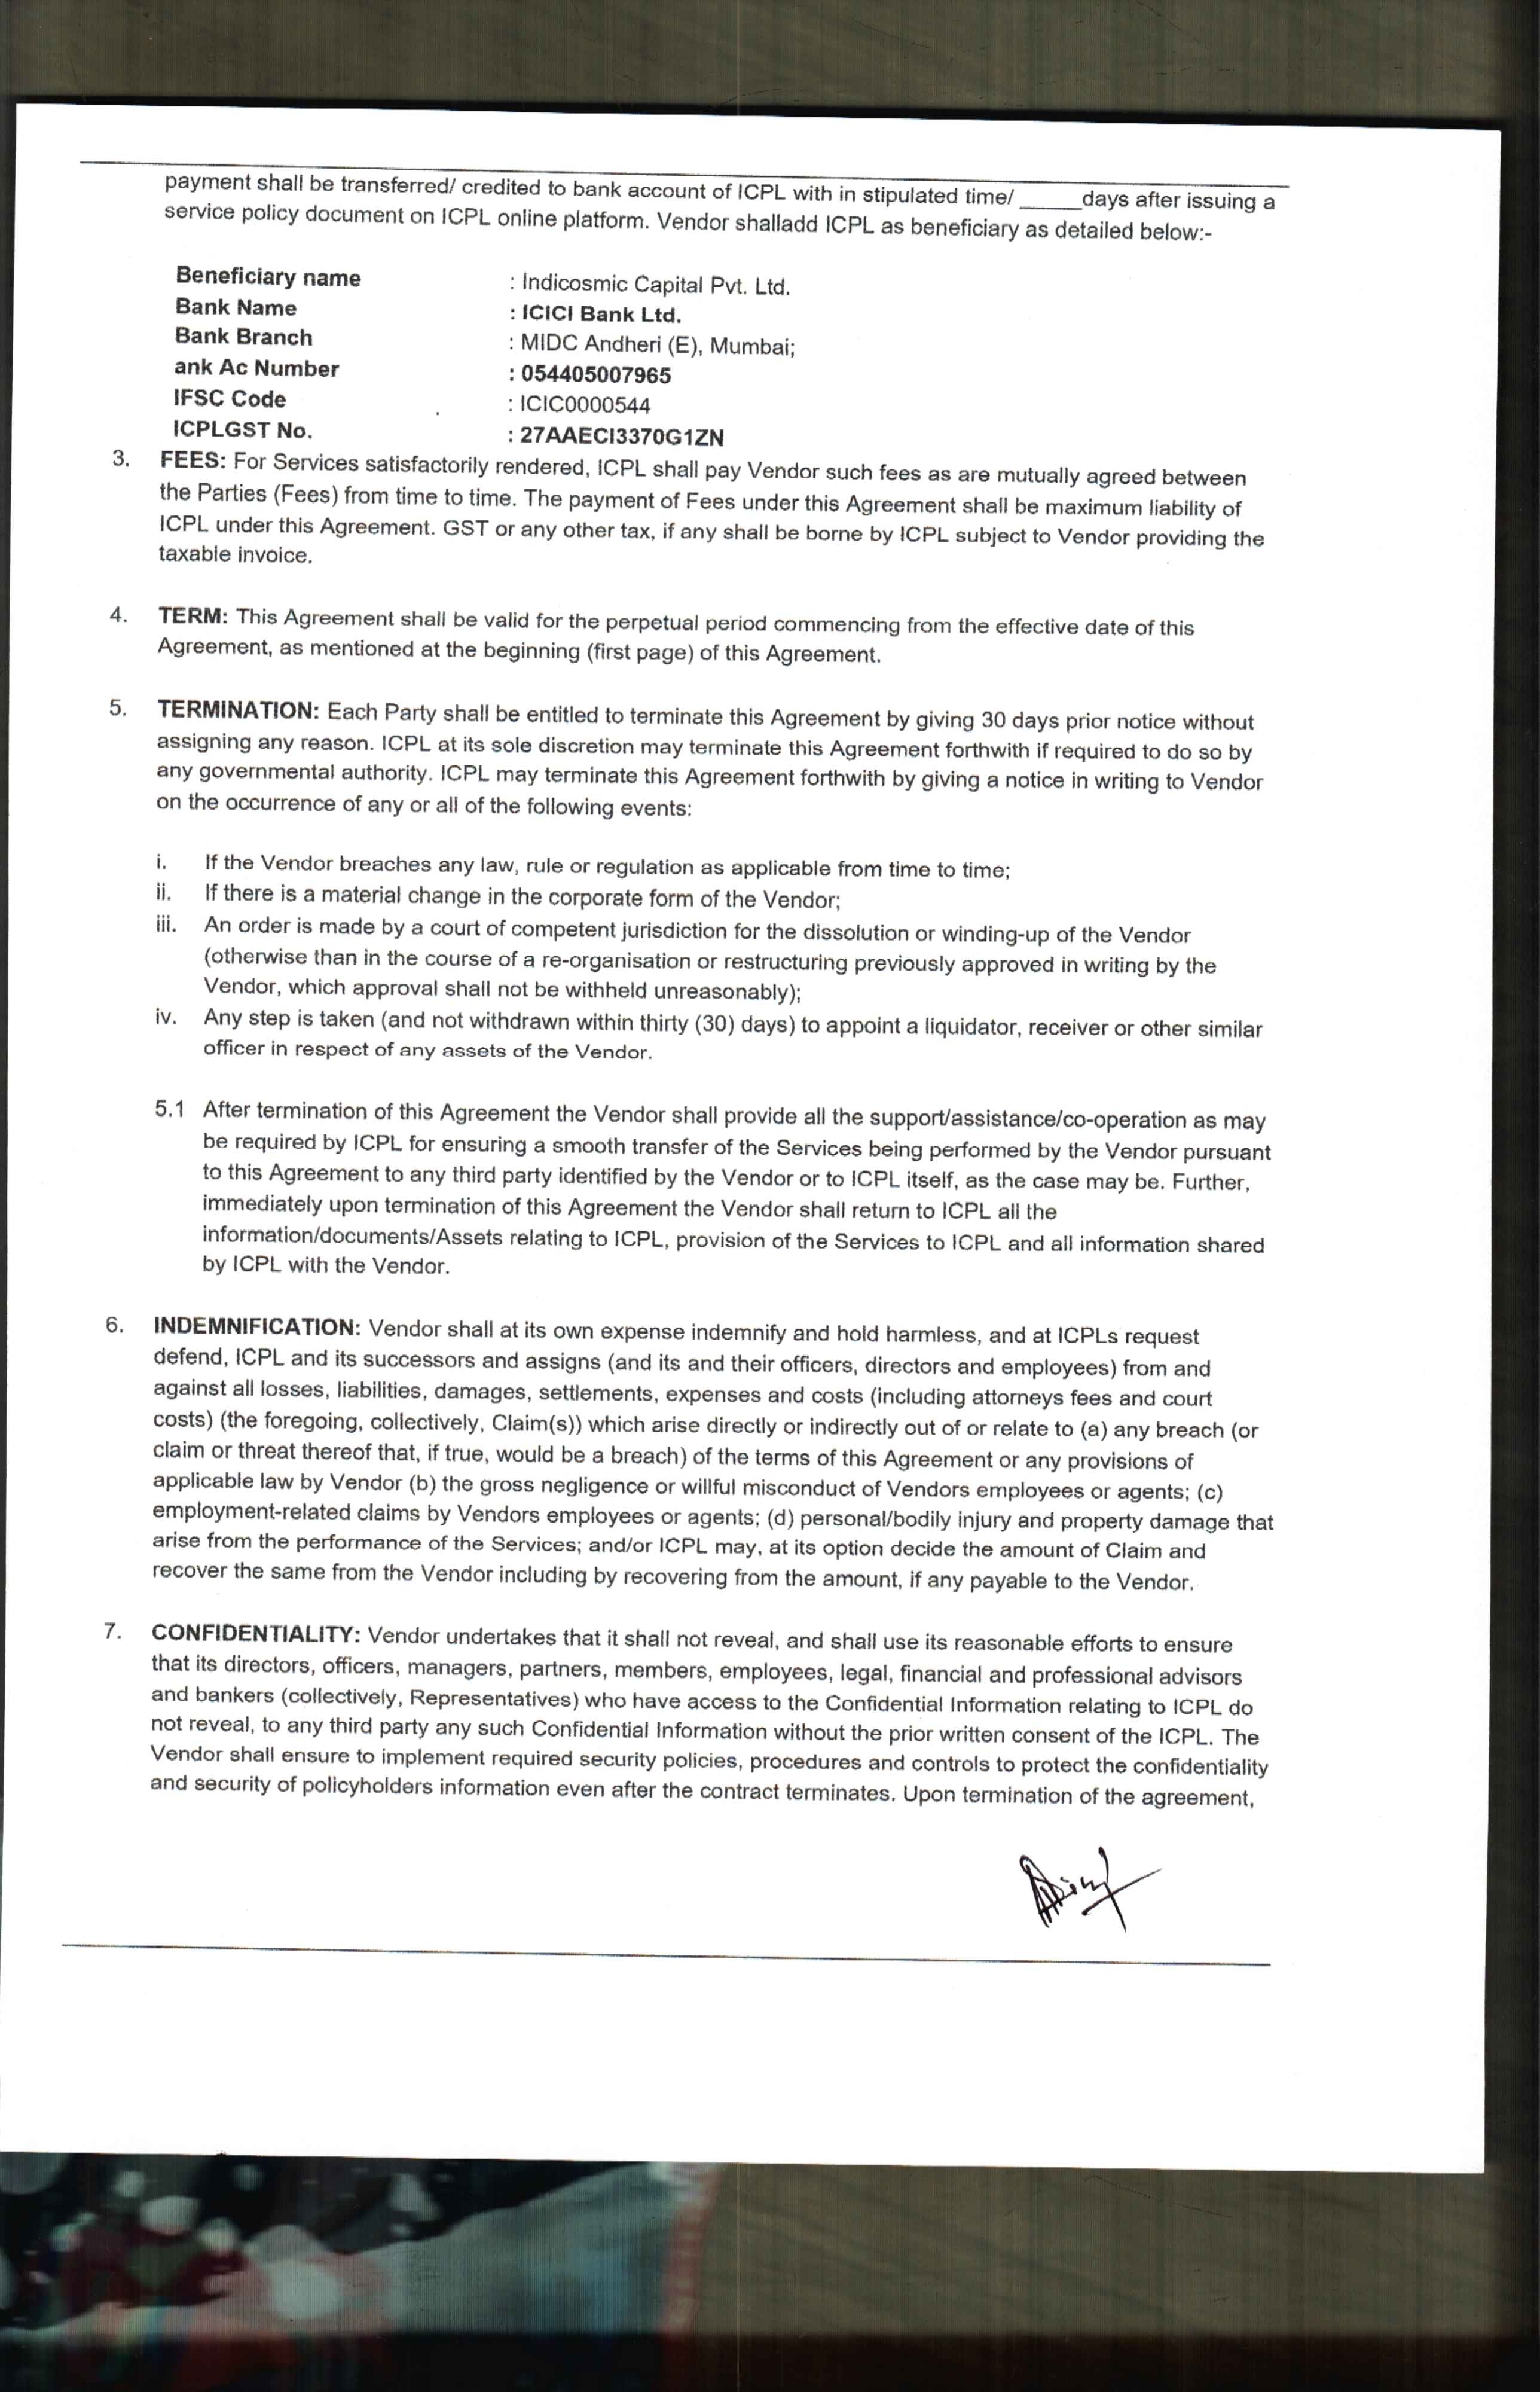 payment shall be transferred/ credited to bank account of ICPL with in stipulated time/ _____days after issuing a
service policy document on ICPL online platform. Vendor shalladd ICPL as beneficiary as detailed below:-
Beneficiary name : Indicosmic Capital Pvt. Ltd.
Bank Name : ICICI Bank Ltd.
Bank Branch : MIDC Andheri (E), Mumbai;
ank Ac Number : 054405007965
IFSC Code : ICIC0000544
ICPLGST No. : 27AAECI3370G1ZN
3. FEES: For Services satisfactorily rendered, ICPL shall pay Vendor such fees as are mutually agreed between
the Parties (Fees) from time to time. The payment of Fees under this Agreement shall be maximum liability of
ICPL under this Agreement. GST or any other tax, if any shall be borne by ICPL subject to Vendor providing the
taxable invoice.
4. TERM: This Agreement shall be valid for the perpetual period commencing from the effective date of this
Agreement, as mentioned at the beginning (first page) of this Agreement.
5. TERMINATION: Each Party shall be entitled to terminate this Agreement by giving 30 days prior notice without
assigning any reason. ICPL at its sole discretion may terminate this Agreement forthwith if required to do so by
any governmental authority. ICPL may terminate this Agreement forthwith by giving a notice in writing to Vendor
on the occurrence of any or all of the following events:
i. If the Vendor breaches any law, rule or regulation as applicable from time to time;
ii. If there is a material change in the corporate form of the Vendor;
iii. An order is made by a court of competent jurisdiction for the dissolution or winding-up of the Vendor
(otherwise than in the course of a re-organisation or restructuring previously approved in writing by the
Vendor, which approval shall not be withheld unreasonably);
iv. Any step is taken (and not withdrawn within thirty (30) days) to appoint a liquidator, receiver or other similar
officer in respect of any assets of the Vendor.
5.1 After termination of this Agreement the Vendor shall provide all the support/assistance/co-operation as may
be required by ICPL for ensuring a smooth transfer of the Services being performed by the Vendor pursuant
to this Agreement to any third party identified by the Vendor or to ICPL itself, as the case may be. Further,
immediately upon termination of this Agreement the Vendor shall return to ICPL all the
information/documents/Assets relating to ICPL, provision of the Services to ICPL and all information shared
by ICPL with the Vendor.
6. INDEMNIFICATION: Vendor shall at its own expense indemnify and hold harmless, and at ICPLs request
defend, ICPL and its successors and assigns (and its and their officers, directors and employees) from and
against all losses, liabilities, damages, settlements, expenses and costs (including attorneys fees and court
costs) (the foregoing, collectively, Claim(s)) which arise directly or indirectly out of or relate to (a) any breach (or
claim or threat thereof that, if true, would be a breach) of the terms of this Agreement or any provisions of
applicable law by Vendor (b) the gross negligence or willful misconduct of Vendors employees or agents; (c)
employment-related claims by Vendors employees or agents; (d) personal/bodily injury and property damage that
arise from the performance of the Services; and/or ICPL may, at its option decide the amount of Claim and
recover the same from the Vendor including by recovering from the amount, if any payable to the Vendor.
7. CONFIDENTIALITY: Vendor undertakes that it shall not reveal, and shall use its reasonable efforts to ensure
that its directors, officers, managers, partners, members, employees, legal, financial and professional advisors
and bankers (collectively, Representatives) who have access to the Confidential Information relating to ICPL do
not reveal, to any third party any such Confidential Information without the prior written consent of the ICPL. The
Vendor shall ensure to implement required security policies, procedures and controls to protect the confidentiality
and security of policyholders information even after the contract terminates. Upon termination of the agreement,